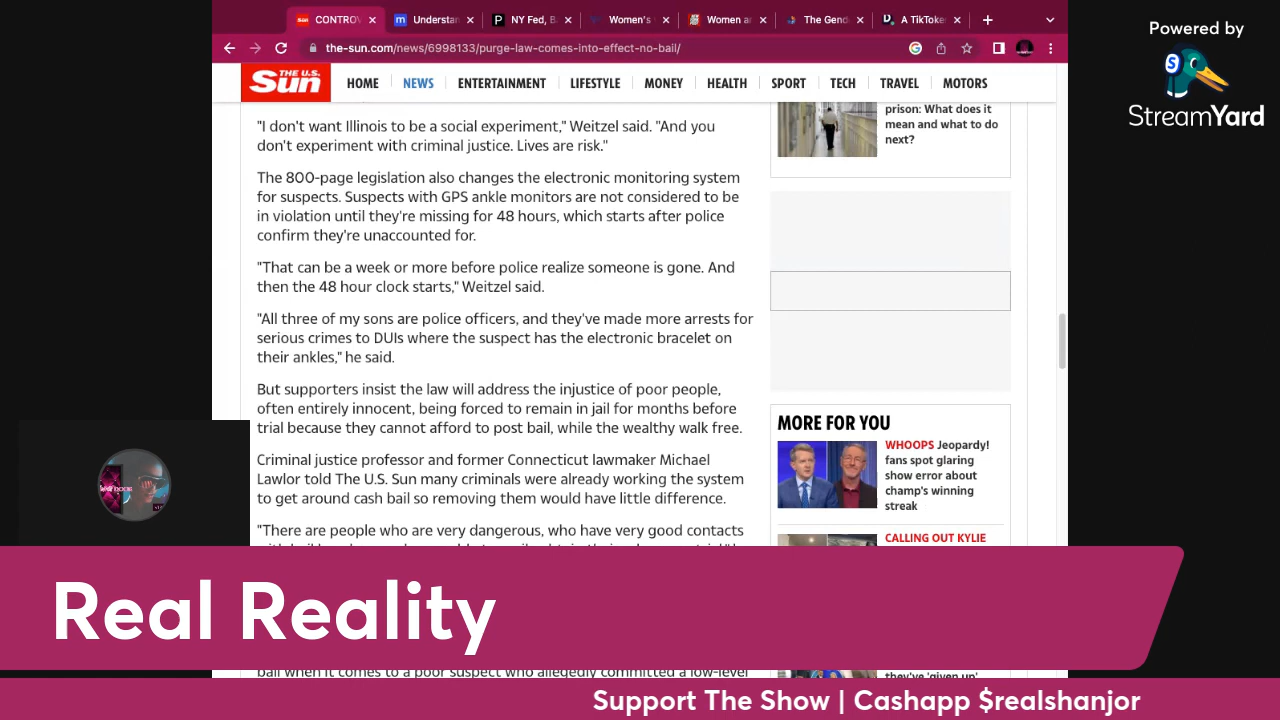 CONTROV
Understan
NY Fed, Ba
Women's
Women an
The Gend
A TikToke
the-sun.com/news/6998133/purge-law-comes-into-effect-no-bail/
Powered by
StreamYard
THE U.S. Sun
HOME
NEWS
ENTERTAINMENT
LIFESTYLE
MONEY
HEALTH
SPORT
TECH
TRAVEL
MOTORS
"I don't want Illinois to be a social experiment," Weitzel said. "And you
don't experiment with criminal justice. Lives are risk."
The 800-page legislation also changes the electronic monitoring system
for suspects. Suspects with GPS ankle monitors are not considered to be
in violation until they're missing for 48 hours, which starts after police
confirm they're unaccounted for.
"That can be a week or more before police realize someone is gone. And
then the 48 hour clock starts," Weitzel said.
"All three of my sons are police officers, and they've made more arrests for
serious crimes to DUIs where the suspect has the electronic bracelet on
their ankles," he said.
But supporters insist the law will address the injustice of poor people,
often entirely innocent, being forced to remain in jail for months before
trial because they cannot afford to post bail, while the wealthy walk free.
Criminal justice professor and former Connecticut lawmaker Michael
Lawlor told The U.S. Sun many criminals were already working the system
to get around cash bail so removing them would have little difference.
"There are people who are very dangerous, who have very good contacts
bail when it comes to a poor suspect who allegedly committed a low-level
prison: What does it
mean and what to do
next?
MORE FOR YOU
WHOOPS Jeopardy!
fans spot glaring
show error about
champ's winning
streak
CALLING OUT KYLIE
they've 'given up'
Real Reality
Support The Show | Cashapp $realshanjor